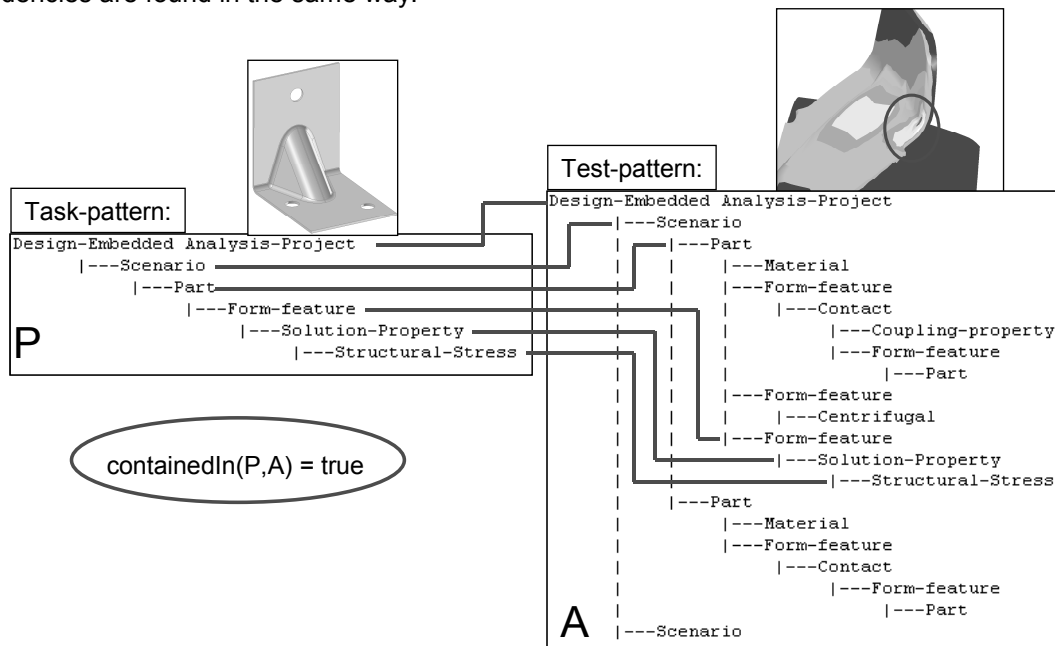 dencies are found in the same way.
Task-pattern:
Design-Embedded Analysis-Project
|---Scenario
|---Part
|---Form-feature
|---Solution-Property
|---Structural-Stress
P
containedIn(P,A) = true
Test-pattern:
Design-Embedded Analysis-Project
|---Scenario
| |---Part
| | |---Material
| | |---Form-feature
| | | |---Contact
| | | |---Coupling-property
| | | |---Form-feature
| | | |---Part
| | |---Form-feature
| | | |---Centrifugal
| | |---Form-feature
| | |---Solution-Property
| | |---Structural-Stress
| |---Part
| |---Material
| |---Form-feature
| |---Contact
| |---Form-feature
| |---Part
|---Scenario
A